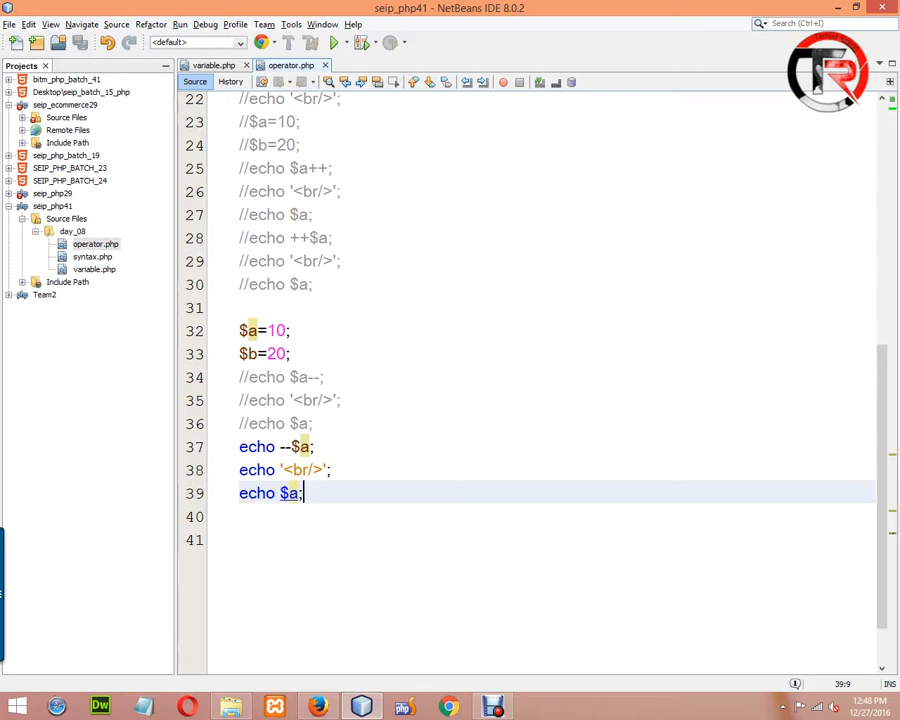 seip_php41 - NetBeans IDE 8.0.2
File Edit View Navigate Source Refactor Run Debug Profile Team Tools Window Help
Search (Ctrl+I)
<default>
TR
Projects
variable.php
operator.php
Source History
bitm_php_batch_41
Desktop\seip_batch_15_php
seip_ecommerce29
Source Files
Remote Files
Include Path
seip_php_batch_19
SEIP_PHP_BATCH_23
SEIP_PHP_BATCH_24
seip_php29
seip_php41
Source Files
day_08
operator.php
syntax.php
variable.php
Include Path
Team2
22 //echo '<br/>';
23 //$a=10;
24 //$b=20;
25 //echo $a++;
26 //echo '<br/>';
27 //echo $a;
28 //echo ++$a;
29 //echo '<br/>';
30 //echo $a;
31
32 $a=10;
33 $b=20;
34 //echo $a--;
35 //echo '<br/>';
36 //echo $a;
37 echo --$a;
38 echo '<br/>';
39 echo $a;
40
41
39:9 INS
Dw
php
12:48 PM
12/27/2016